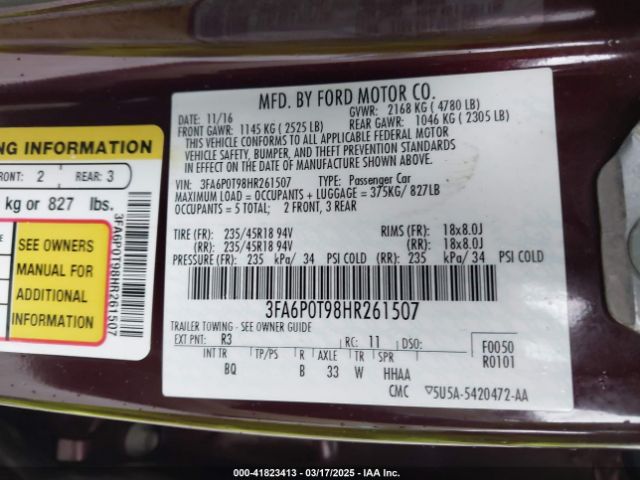 NG INFORMATION
RONT: 2 REAR: 3
kg or 827 lbs.
SEE OWNERS
MANUAL FOR
ADDITIONAL
INFORMATION
3FA6P0T98HR261507
MFD. BY FORD MOTOR CO.
DATE: 11/16 GVWR: 2168 KG ( 4780 LB)
FRONT GAWR: 1145 KG ( 2525 LB) REAR GAWR: 1046 KG ( 2305 LB)
THIS VEHICLE CONFORMS TO ALL APPLICABLE FEDERAL MOTOR
VEHICLE SAFETY, BUMPER, AND THEFT PREVENTION STANDARDS
IN EFFECT ON THE DATE OF MANUFACTURE SHOWN ABOVE.
VIN: 3FA6P0T98HR261507 TYPE: Passenger Car
MAXIMUM LOAD = OCCUPANTS + LUGGAGE = 375KG/ 827LB
OCCUPANTS = 5 TOTAL; 2 FRONT, 3 REAR
TIRE (FR): 235/45R18 94V RIMS (FR): 18x8.0J
(RR): 235/45R18 94V (RR): 18x8.0J
PRESSURE (FR): 235 kPa/ 34 PSI COLD (RR): 235 kPa/ 34 PSI COLD
3FA6P0T98HR261507
TRAILER TOWING - SEE OWNER GUIDE
EXT PNT: R3 RC: 11 DSO: F0050
R0101
INT TR TP/PS R AXLE TR SPR
BQ B 33 W HHAA
CMC ▽5U5A-5420472-AA
000-41823413 - 03/17/2025 - IAA Inc.